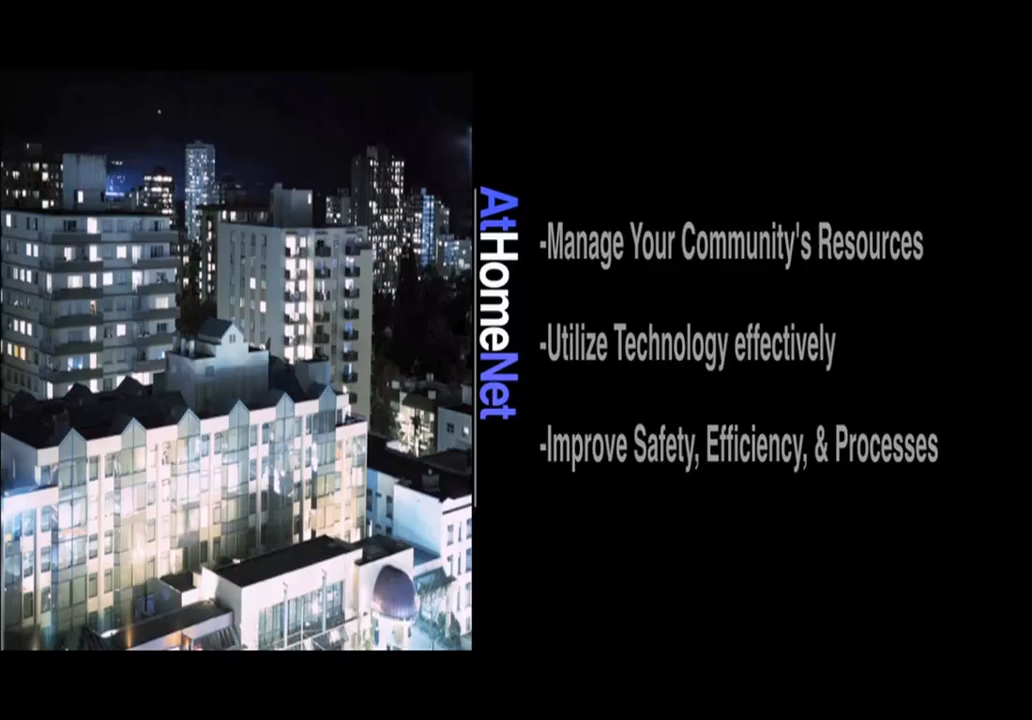 AtHomeNet
-Manage Your Community's Resources
-Utilize Technology effectively
-Improve Safety, Efficiency, & Processes